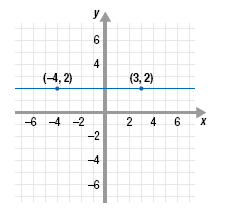 y
6
4
(–4, 2) (3, 2)
–6 –4 –2 2 4 6 x
–2
–4
–6